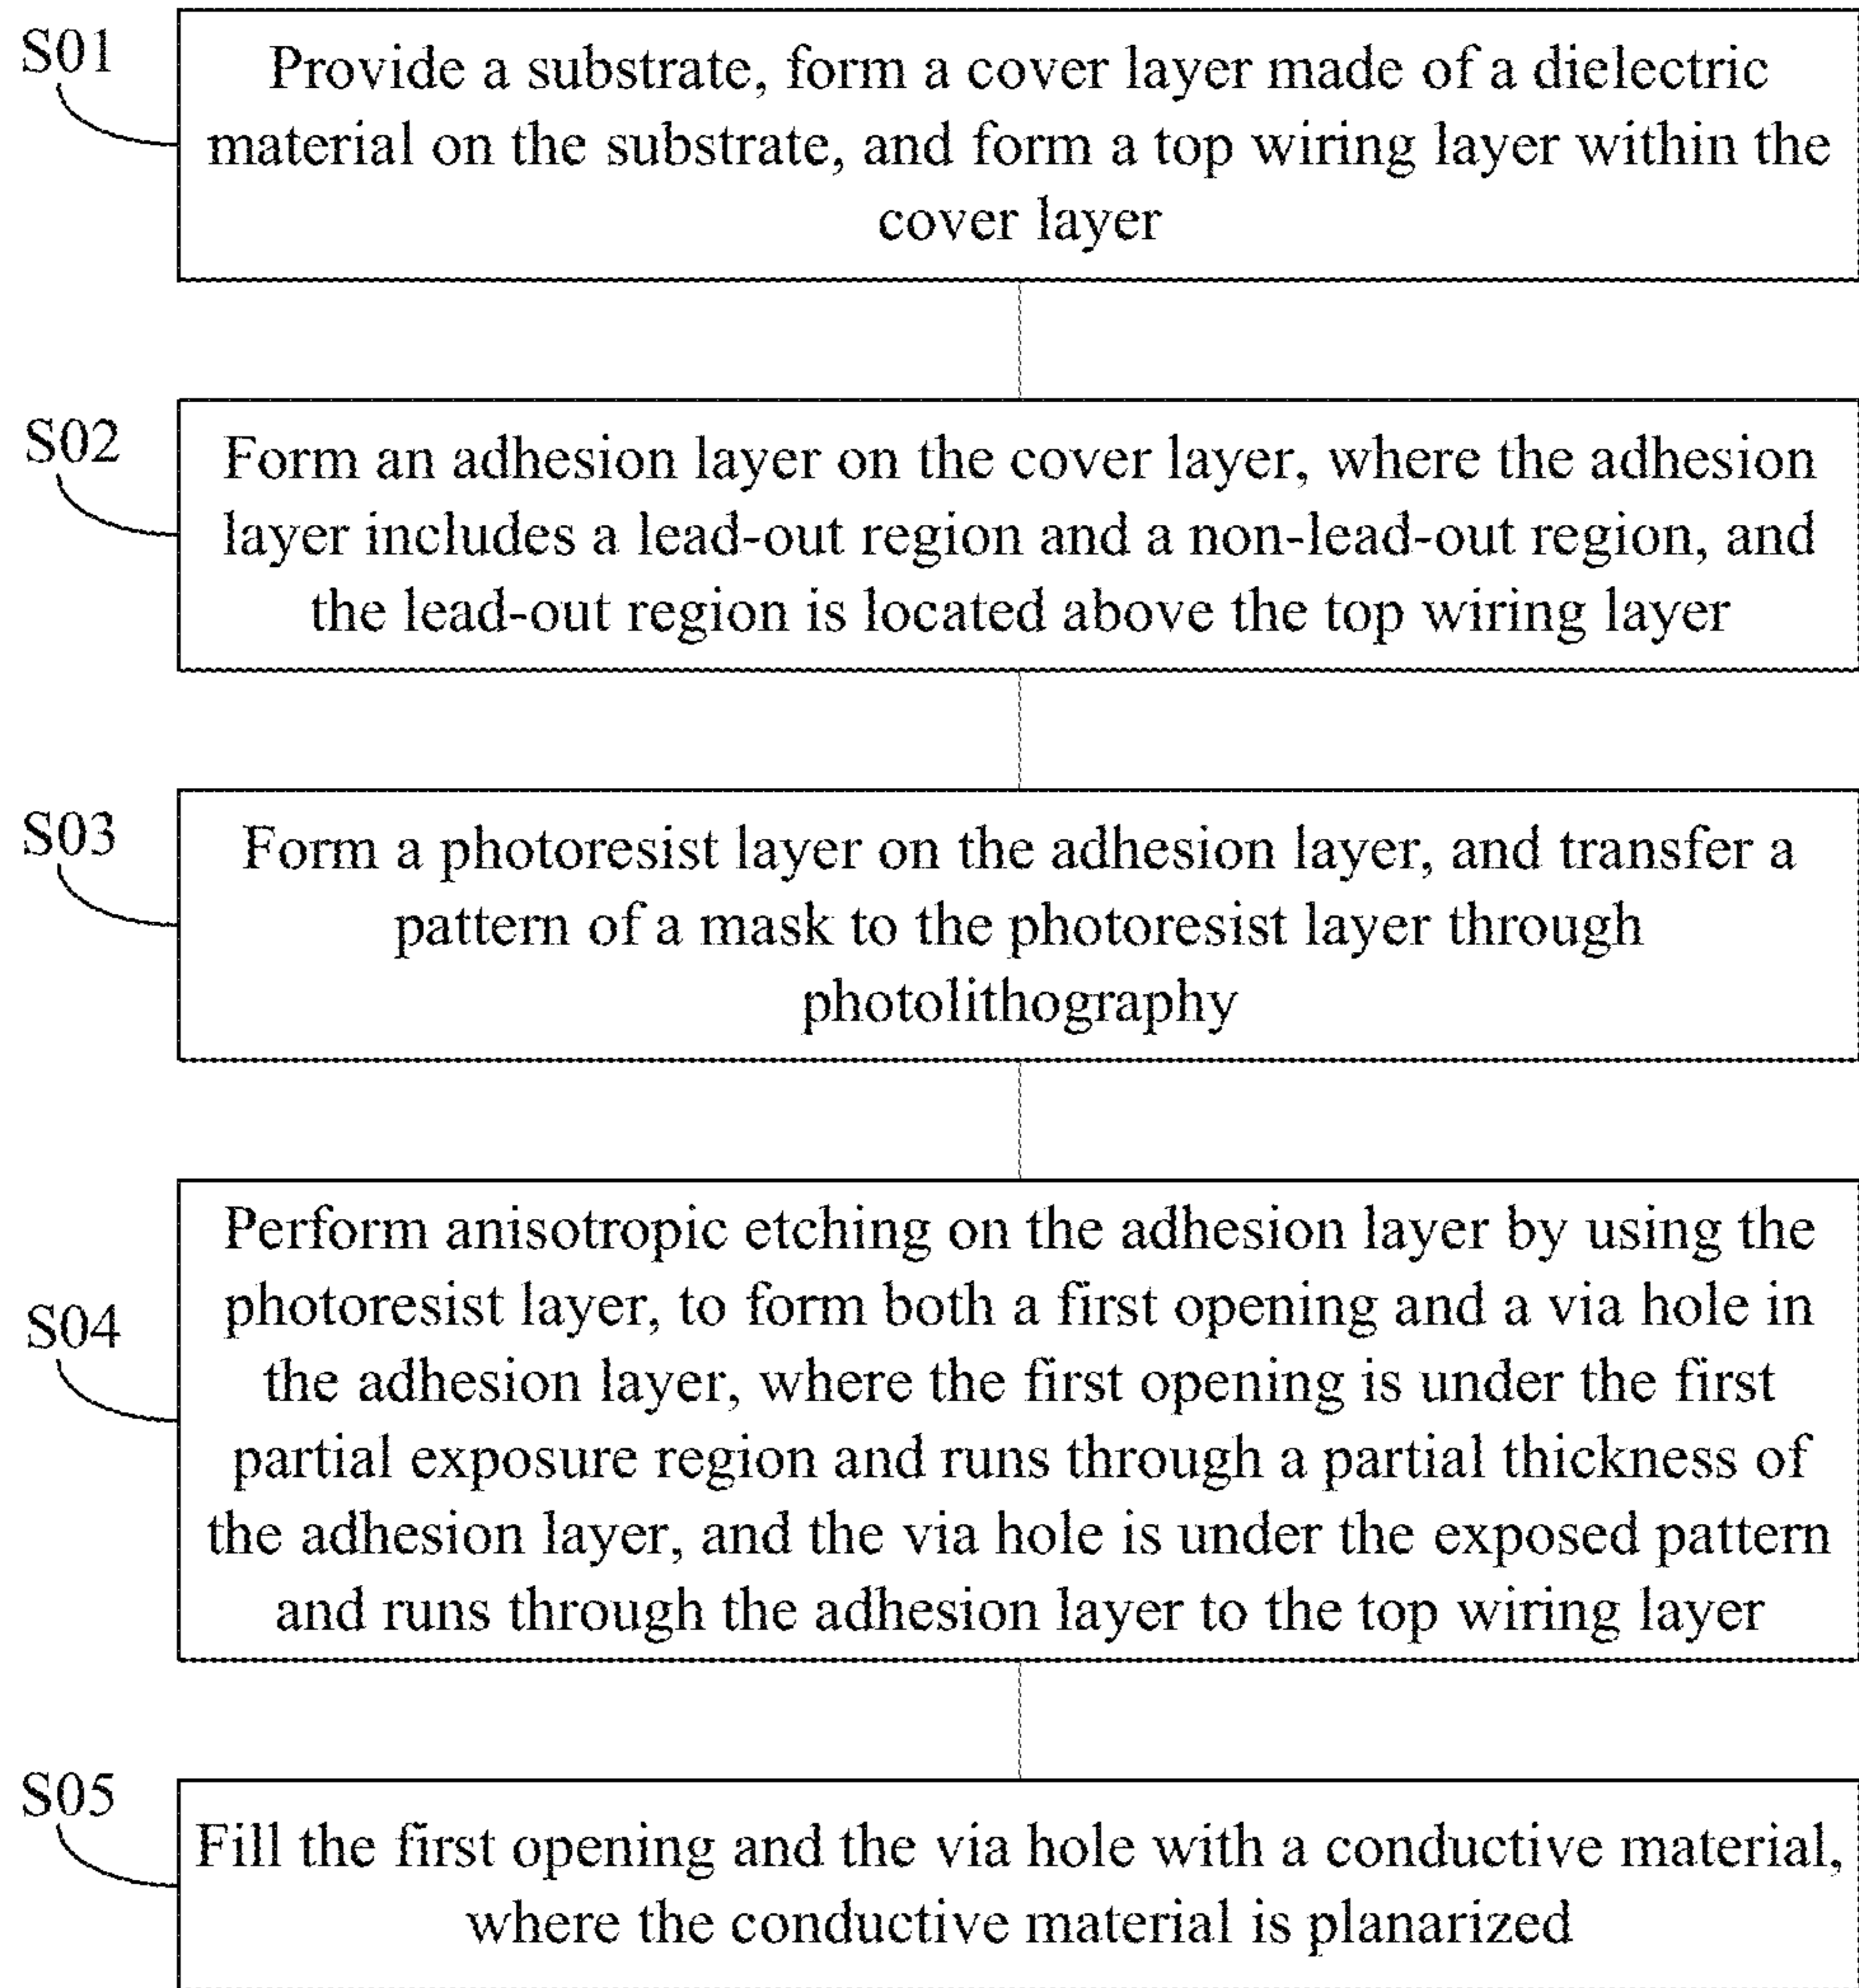 S01
Provide a substrate, form a cover layer made of a dielectric
material on the substrate, and form a top wiring layer within the
cover layer
S02
Form an adhesion layer on the cover layer, where the adhesion
layer includes a lead-out region and a non-lead-out region, and
the lead-out region is located above the top wiring layer
S03
Form a photoresist layer on the adhesion layer, and transfer a
pattern of a mask to the photoresist layer through
photolithography
S04
Perform anisotropic etching on the adhesion layer by using the
photoresist layer, to form both a first opening and a via hole in
the adhesion layer, where the first opening is under the first
partial exposure region and runs through a partial thickness of
the adhesion layer, and the via hole is under the exposed pattern
and runs through the adhesion layer to the top wiring layer
S05
Fill the first opening and the via hole with a conductive material,
where the conductive material is planarized